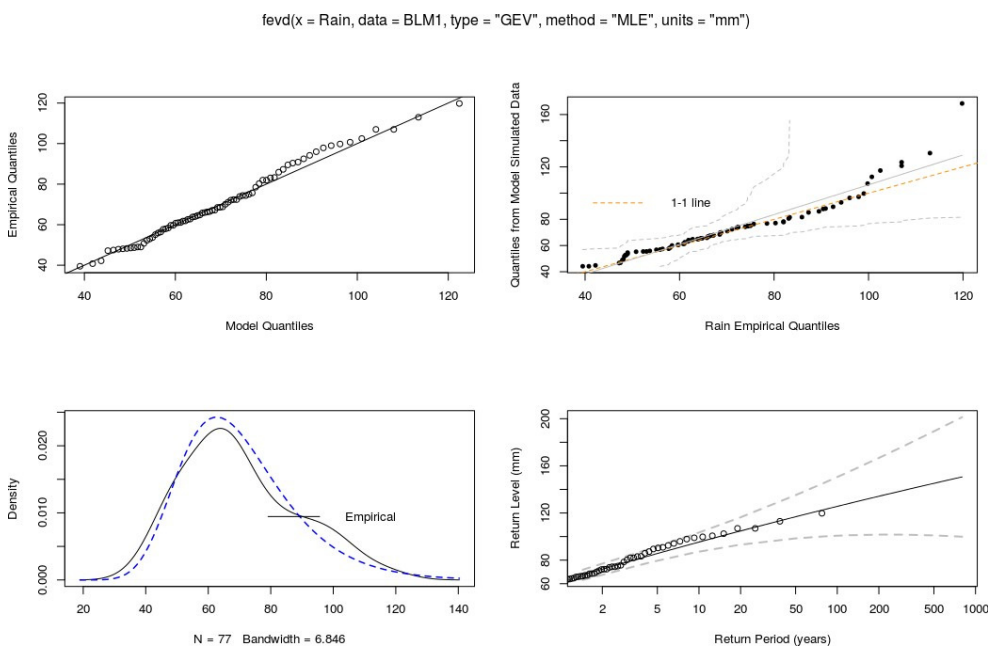 fevd(x = Rain, data = BLM1, type = "GEV", method = "MLE", units = "mm")
Empirical Quantiles
40 60 80 100 120
40 60 80 100 120
Model Quantiles
Quantiles from Model Simulated Data
40 60 80 120 160
1-1 line
40 60 80 100 120
Rain Empirical Quantiles
Density
0.000 0.010 0.020
Empirical
20 40 60 80 100 120 140
N = 77 Bandwidth = 6.846
Return Level (mm)
60 80 120 160 200
2 5 10 20 50 100 200 500 1000
Return Period (years)